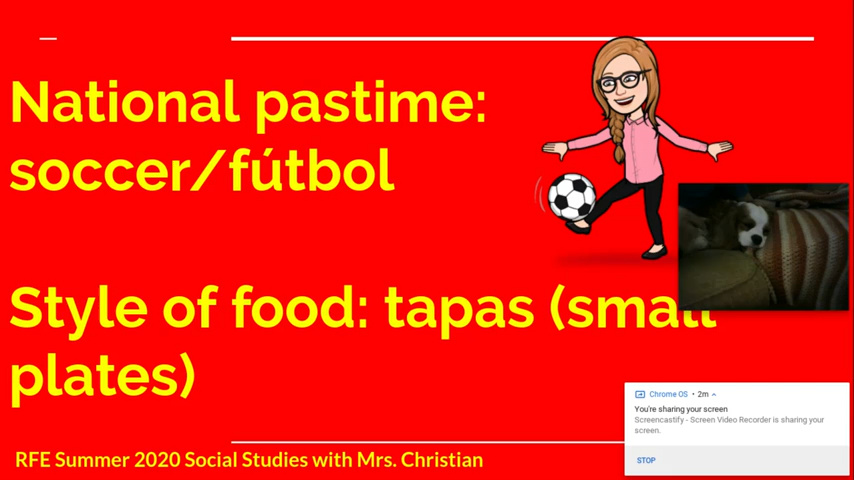 National pastime:
soccer/fútbol
Style of food: tapas (small
plates)
Chrome OS • 2m
You're sharing your screen
Screencastify - Screen Video Recorder is sharing your
screen.
STOP
RFE Summer 2020 Social Studies with Mrs. Christian